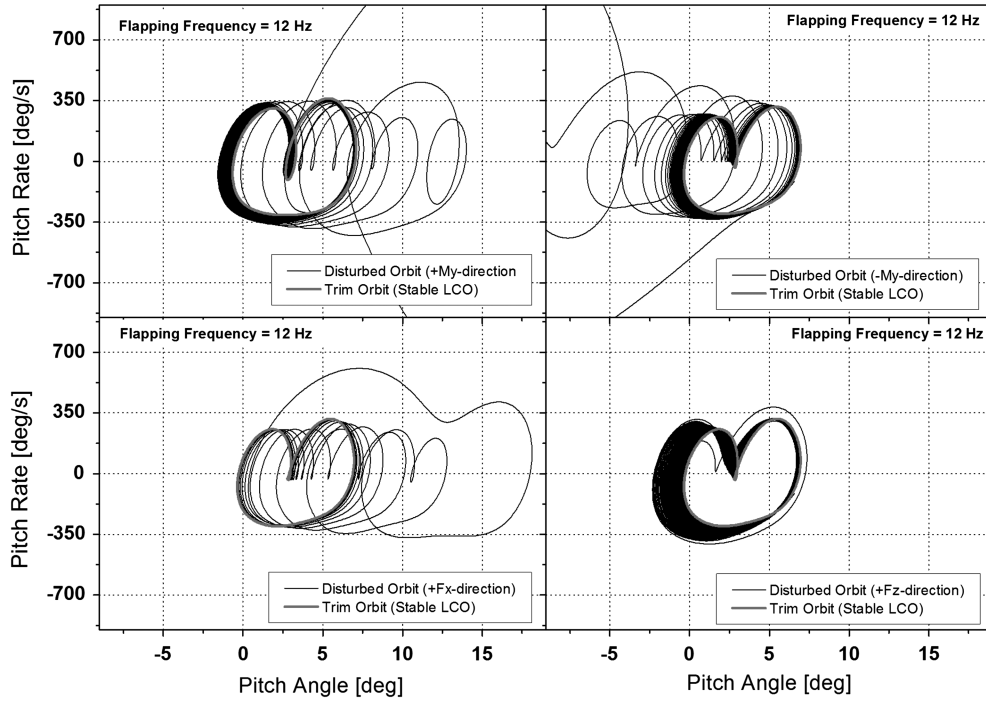 Flapping Frequency = 12 Hz
Flapping Frequency = 12 Hz
700
350
0
-350
-700
Pitch Rate [deg/s]
Disturbed Orbit (+My-direction
Trim Orbit (Stable LCO)
Disturbed Orbit (-My-direction)
Trim Orbit (Stable LCO)
Flapping Frequency = 12 Hz
Flapping Frequency = 12 Hz
700
350
0
-350
-700
Pitch Rate [deg/s]
Disturbed Orbit (+Fx-direction)
Trim Orbit (Stable LCO)
Disturbed Orbit (+Fz-direction)
Trim Orbit (Stable LCO)
-5 0 5 10 15
-5 0 5 10 15
Pitch Angle [deg]
Pitch Angle [deg]